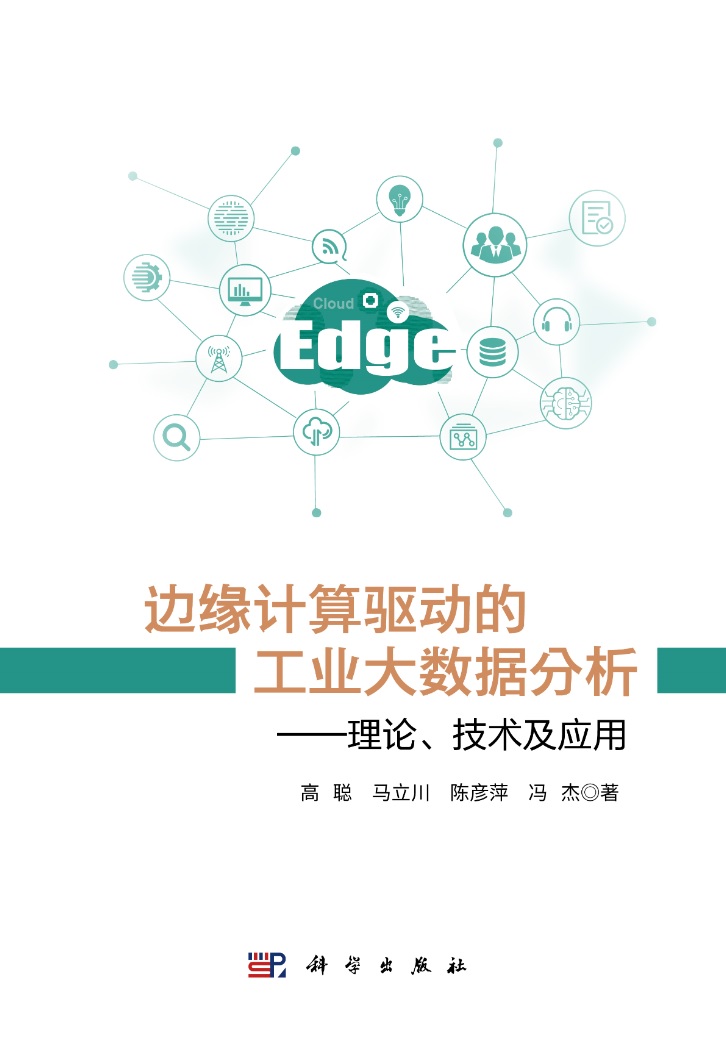 Cloud
Edge
边缘计算驱动的
工业大数据分析
——理论、技术及应用
高 聪 马立川 陈彦萍 冯 杰◎著
科学出版社